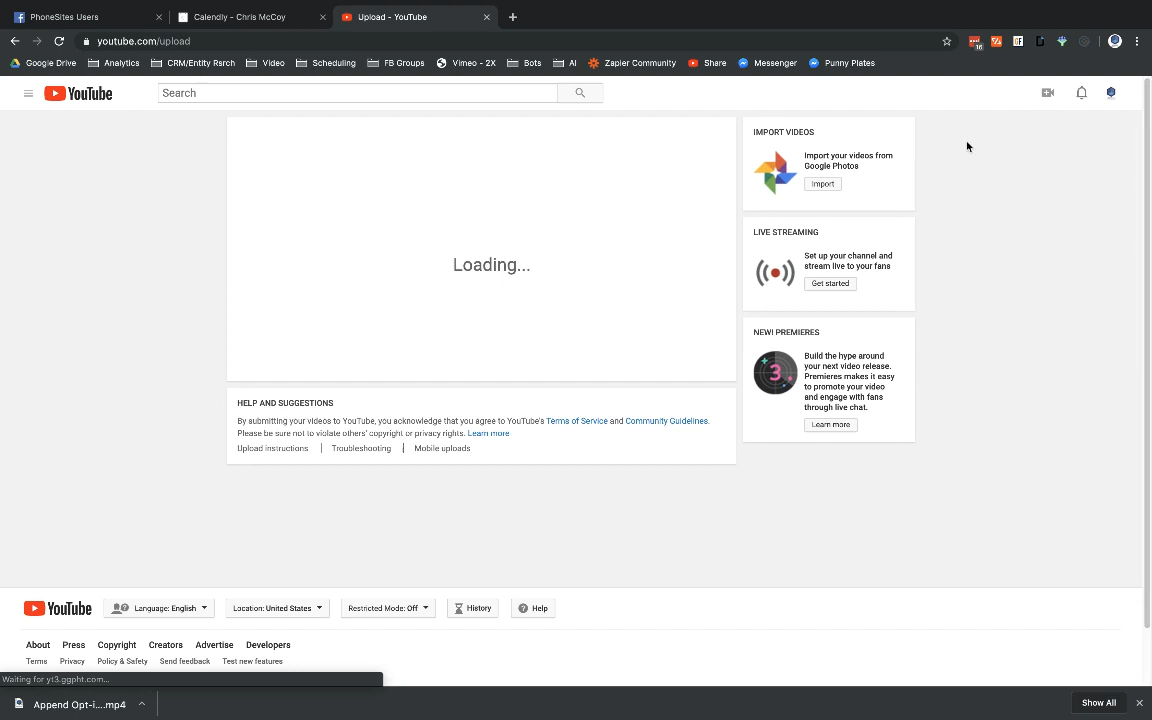 PhoneSites Users
Calendly - Chris McCoy
Upload - YouTube
youtube.com/upload
16
Google Drive
Analytics
CRM/Entity Rsrch
Video
Scheduling
FB Groups
Vimeo - 2X
Bots
AI
Zapier Community
Share
Messenger
Punny Plates
YouTube
Search
Loading...
IMPORT VIDEOS
Import your videos from
Google Photos
Import
LIVE STREAMING
Set up your channel and
stream live to your fans
Get started
NEW! PREMIERES
3
Build the hype around
your next video release.
Premieres makes it easy
to promote your video
and engage with fans
through live chat.
Learn more
HELP AND SUGGESTIONS
By submitting your videos to YouTube, you acknowledge that you agree to YouTube's Terms of Service and Community Guidelines.
Please be sure not to violate others' copyright or privacy rights. Learn more
Upload instructions | Troubleshooting | Mobile uploads
YouTube
Language: English
Location: United States
Restricted Mode: Off
History
Help
About Press Copyright Creators Advertise Developers
Terms Privacy Policy & Safety Send feedback Test new features
Waiting for yt3.ggpht.com...
Append Opt-i....mp4
Show All